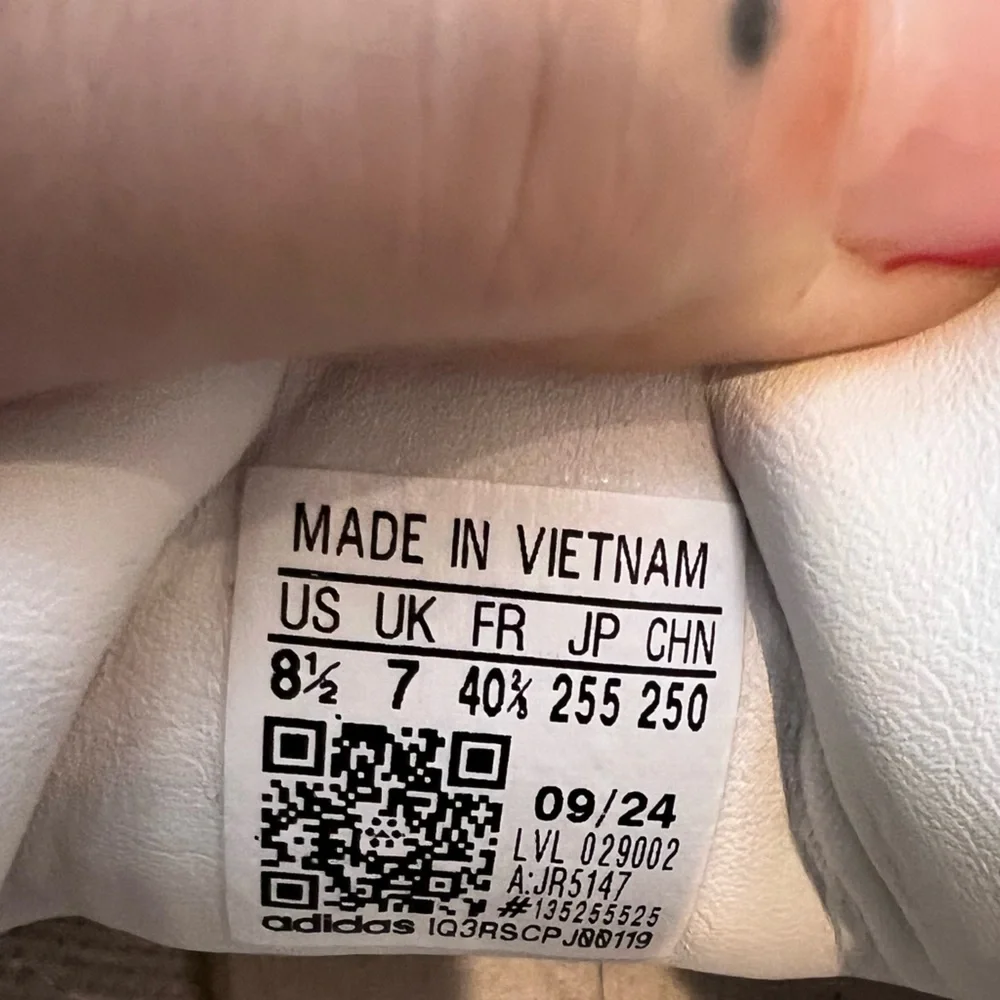 MADE IN VIETNAM
US UK FR JP CHN
8½ 7 40⅔ 255 250
09/24
LVL 029002
A:JR5147
#135255525
adidas IQ3RSCPJ00119